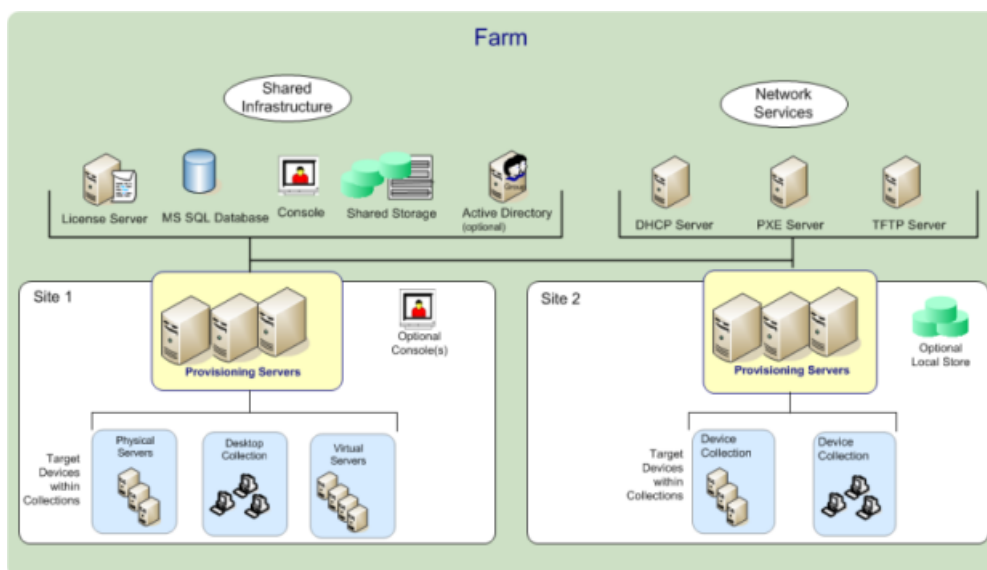 Farm
Shared
Infrastructure
Network
Services
License Server
MS SQL Database
Console
Shared Storage
Group
Active Directory
(optional)
DHCP Server
PXE Server
TFTP Server
Site 1
Provisioning Servers
Optional
Console(s)
Target
Devices
within
Collections
Physical
Servers
Desktop
Collection
Virtual
Servers
Site 2
Provisioning Servers
Optional
Local Store
Target
Devices
within
Collections
Device
Collection
Device
Collection